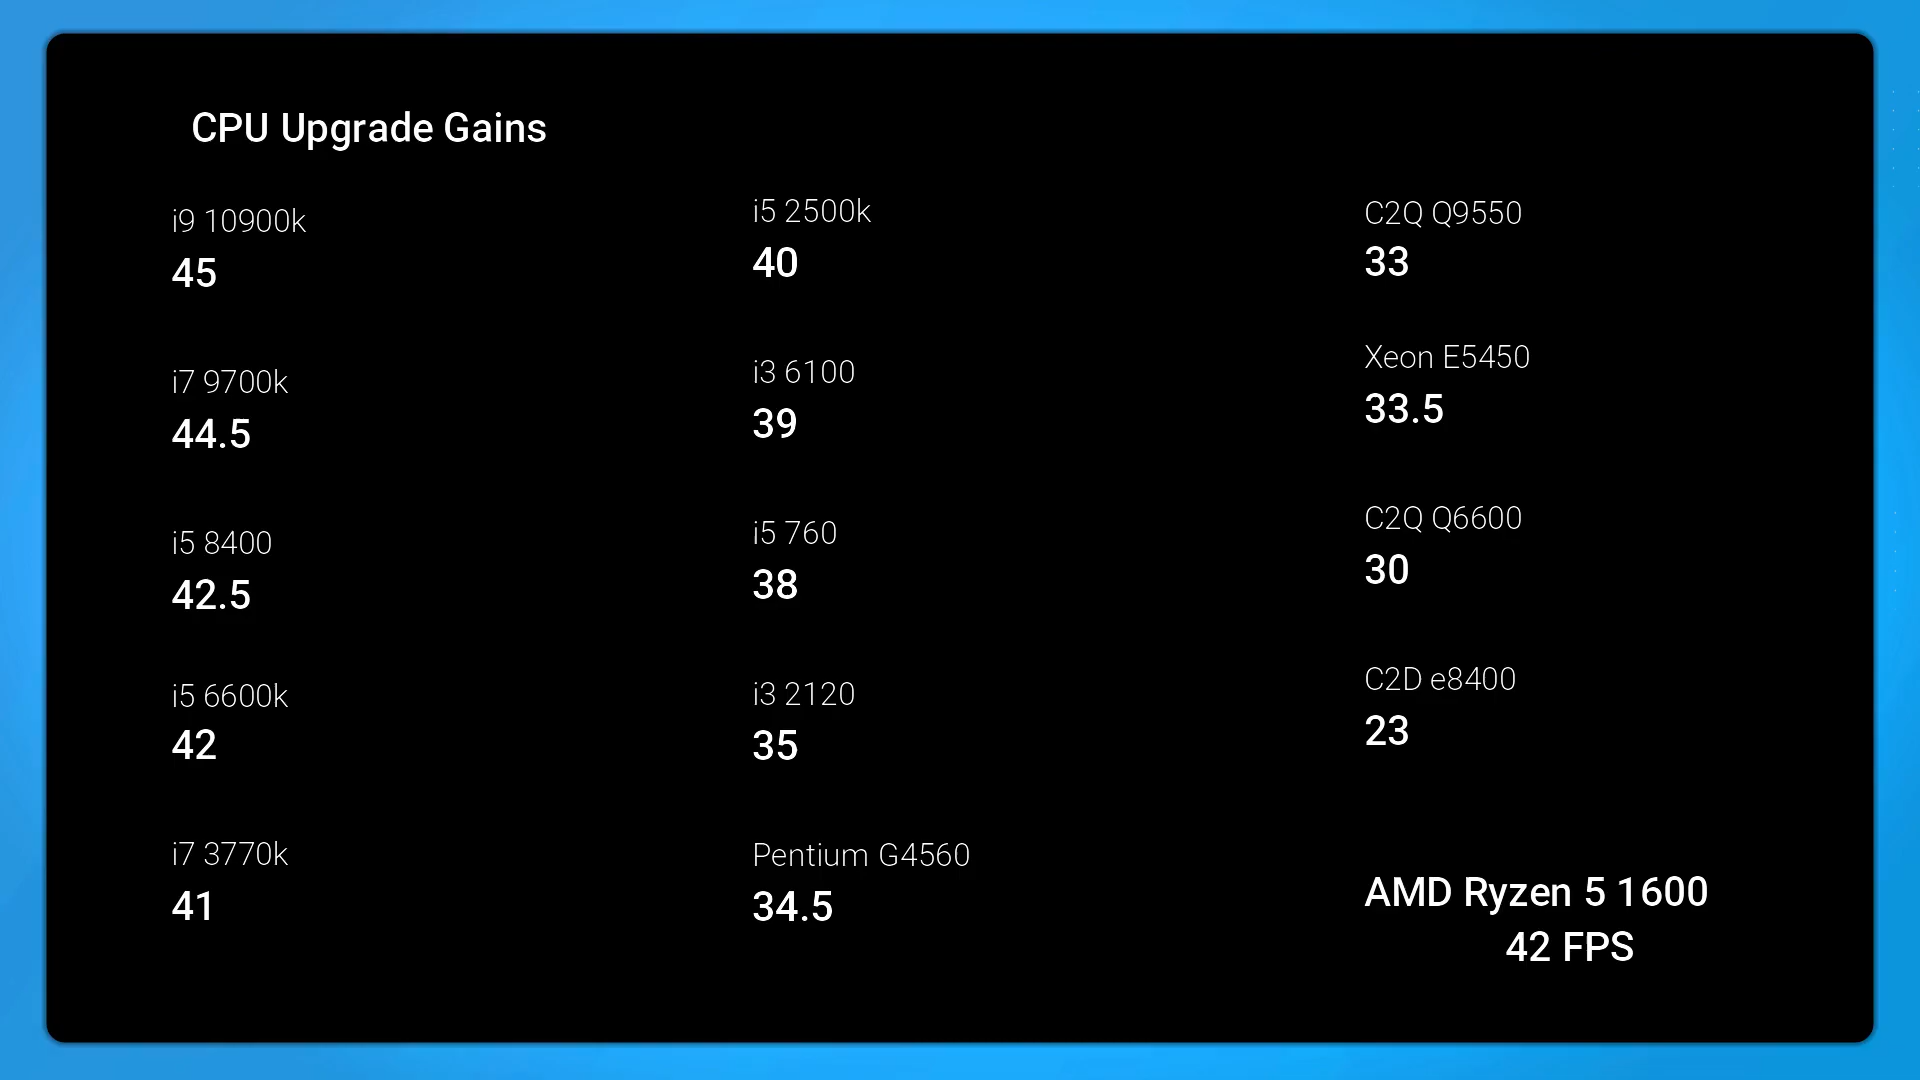 CPU Upgrade Gains
i9 10900k
45
i7 9700k
44.5
i5 8400
42.5
i5 6600k
42
i7 3770k
41
i5 2500k
40
i3 6100
39
i5 760
38
i3 2120
35
Pentium G4560
34.5
C2Q Q9550
33
Xeon E5450
33.5
C2Q Q6600
30
C2D e8400
23
AMD Ryzen 5 1600
42 FPS